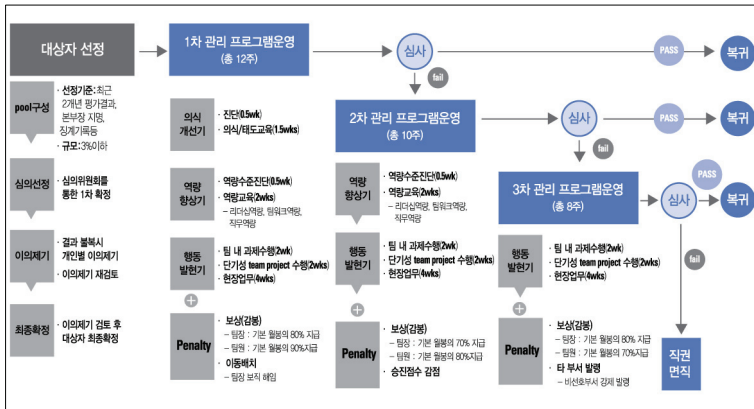 대상자 선정
pool구성
· 선정기준: 최근
2개년 평가결과,
본부장 지명,
징계기록등
· 규모:3%이하
심의선정
· 심의위원회를
통한 1차 확정
이의제기
· 결과 불복시
개인별 이의제기
· 이의제기 재검토
최종확정
· 이의제기 검토 후
대상자 최종확정
1차 관리 프로그램운영
(총 12주)
심사
PASS
복귀
fail
의식
개선기
· 진단(0.5wk)
· 의식/태도교육(1.5wks)
역량
향상기
· 역량수준진단(0.5wk)
· 역량교육(2wks)
– 리더십역량, 팀워크역량,
직무역량
행동
발현기
· 팀 내 과제수행(2wk)
· 단기성 team project 수행(2wks)
· 현장업무(4wks)
+
Penalty
· 보상(감봉)
– 팀장 : 기본 월봉의 80% 지급
– 팀원 : 기본 월봉의 90%지급
· 이동배치
– 팀장 보직 해임
2차 관리 프로그램운영
(총 10주)
심사
PASS
복귀
fail
역량
향상기
· 역량수준진단(0.5wk)
· 역량교육(2wks)
– 리더십역량, 팀워크역량,
직무역량
행동
발현기
· 팀 내 과제수행(2wk)
· 단기성 team project 수행(2wks)
· 현장업무(4wks)
+
Penalty
· 보상(감봉)
– 팀장 : 기본 월봉의 70% 지급
– 팀원 : 기본 월봉의 80%지급
· 승진점수 감점
3차 관리 프로그램운영
(총 8주)
심사
PASS
복귀
fail
행동
발현기
· 팀 내 과제수행(2wk)
· 단기성 team project 수행(2wks)
· 현장업무(4wks)
+
Penalty
· 보상(감봉)
– 팀장 : 기본 월봉의 80% 지급
– 팀원 : 기본 월봉의 70%지급
· 타 부서 발령
– 비선호부서 강제 발령
직권
면직